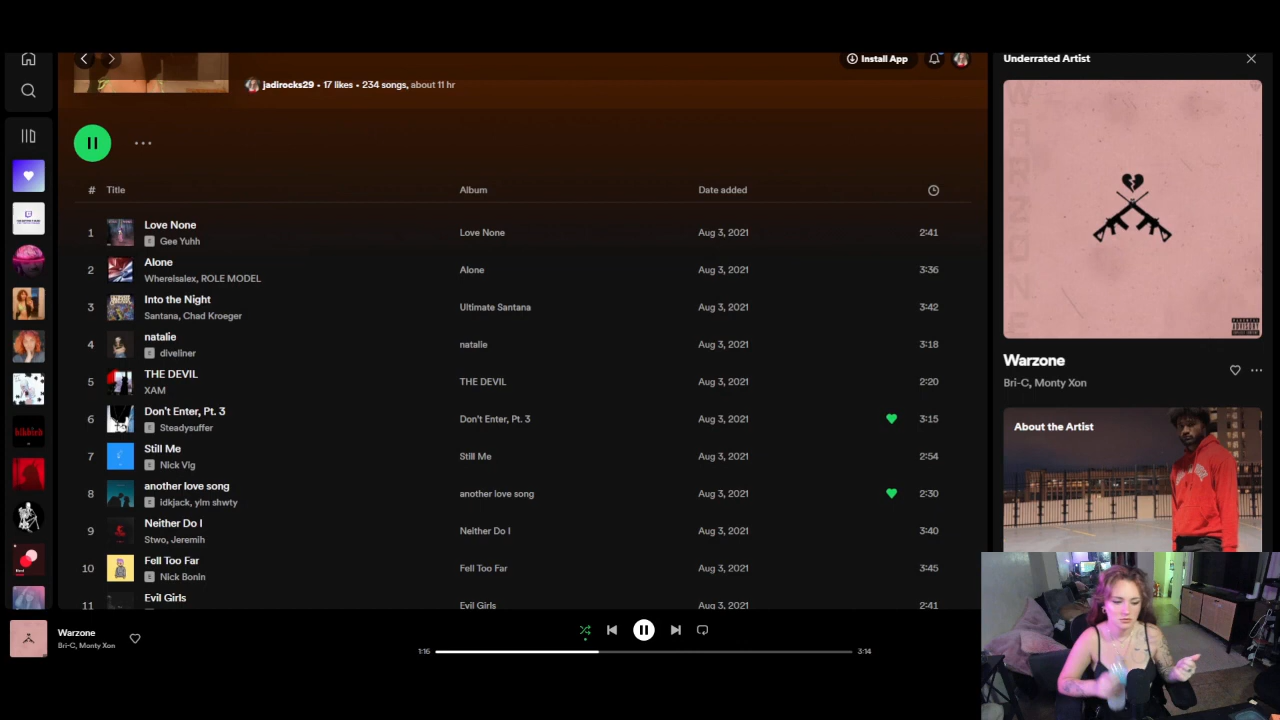 Install App
Underrated Artist
jadirocks29 • 17 likes • 234 songs, about 11 hr
# Title Album Date added
1 Love None Love None Aug 3, 2021 2:41
E Gee Yuhh
2 Alone Alone Aug 3, 2021 3:36
WhereIsalex, ROLE MODEL
3 Into the Night Ultimate Santana Aug 3, 2021 3:42
Santana, Chad Kroeger
4 natalie natalie Aug 3, 2021 3:18
E diveliner
5 THE DEVIL THE DEVIL Aug 3, 2021 2:20
XAM
6 Don't Enter, Pt. 3 Don't Enter, Pt. 3 Aug 3, 2021 3:15
E Steadysuffer
7 Still Me Still Me Aug 3, 2021 2:54
E Nick Vig
8 another love song another love song Aug 3, 2021 2:30
E idkjack, ylm shwty
9 Neither Do I Neither Do I Aug 3, 2021 3:40
Stwo, Jeremih
10 Fell Too Far Fell Too Far Aug 3, 2021 3:45
E Nick Bonin
11 Evil Girls Evil Girls Aug 3, 2021 2:41
WARZONE
Warzone
Bri-C, Monty Xon
About the Artist
Warzone
Bri-C, Monty Xon
1:16 3:14